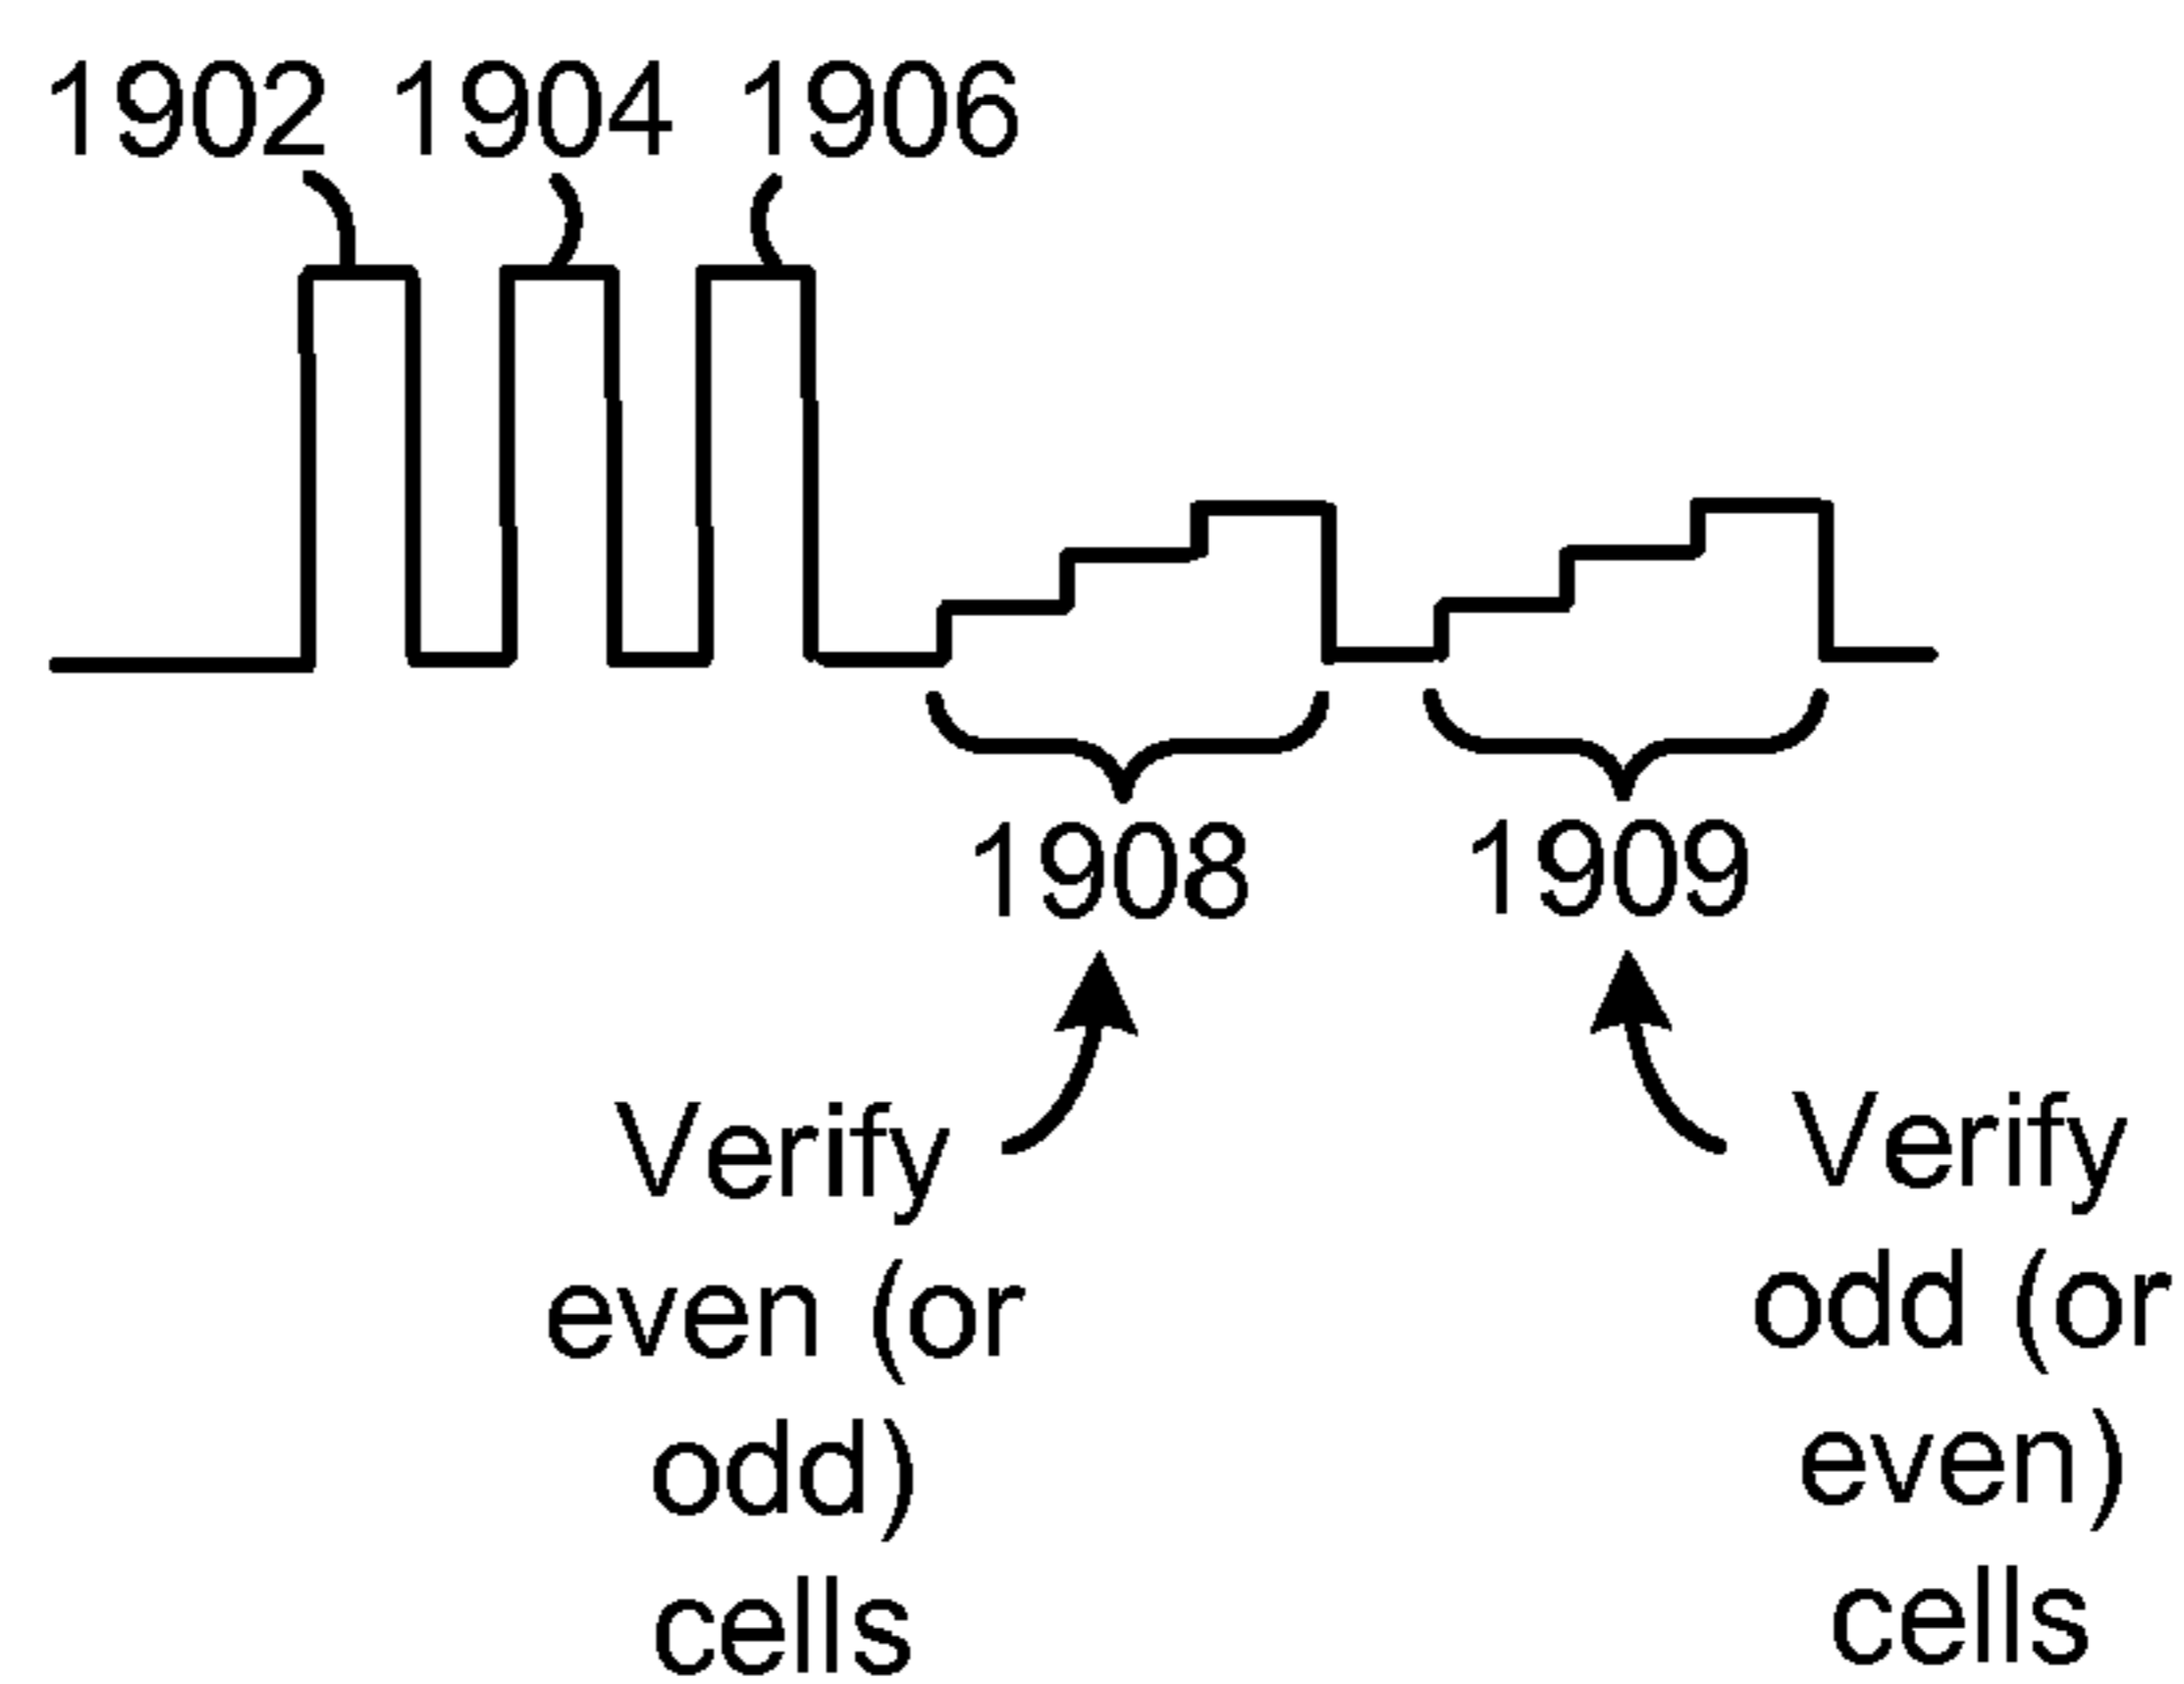 1902 1904 1906
1908
1909
Verify
even (or
odd)
cells
Verify
odd (or
even)
cells